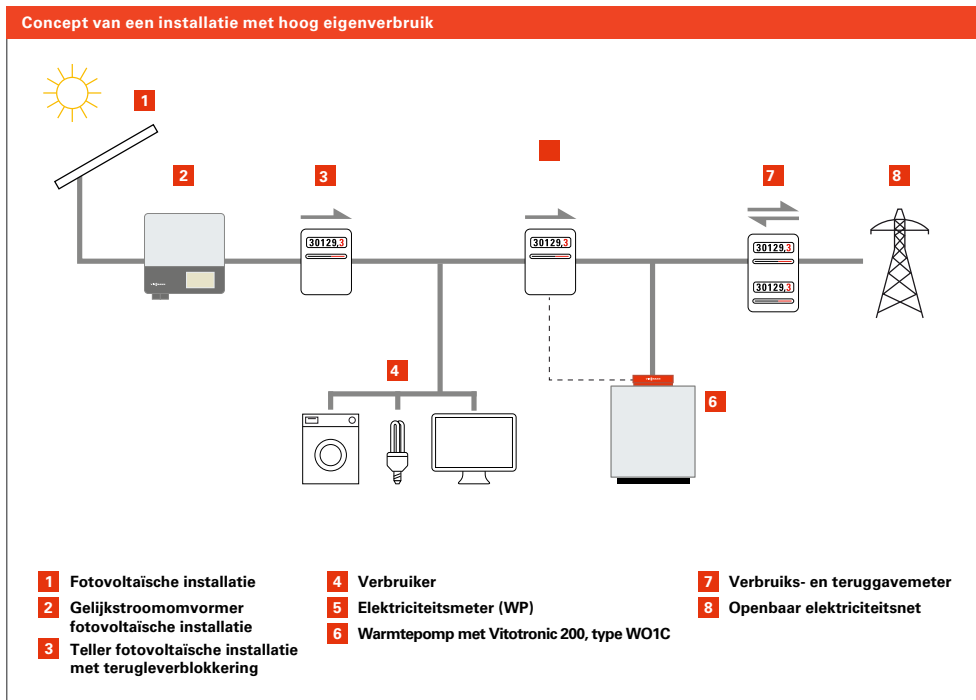 Concept van een installatie met hoog eigenverbruik
1
2
3
7
8
30129,3
30129,3
30129,3
30129,3
4
6
1 Fotovoltaïsche installatie
2 Gelijkstroomomvormer
fotovoltaïsche installatie
3 Teller fotovoltaïsche installatie
met terugleverblokkering
4 Verbruiker
5 Elektriciteitsmeter (WP)
6 Warmtepomp met Vitotronic 200, type WO1C
7 Verbruiks- en teruggavemeter
8 Openbaar elektriciteitsnet